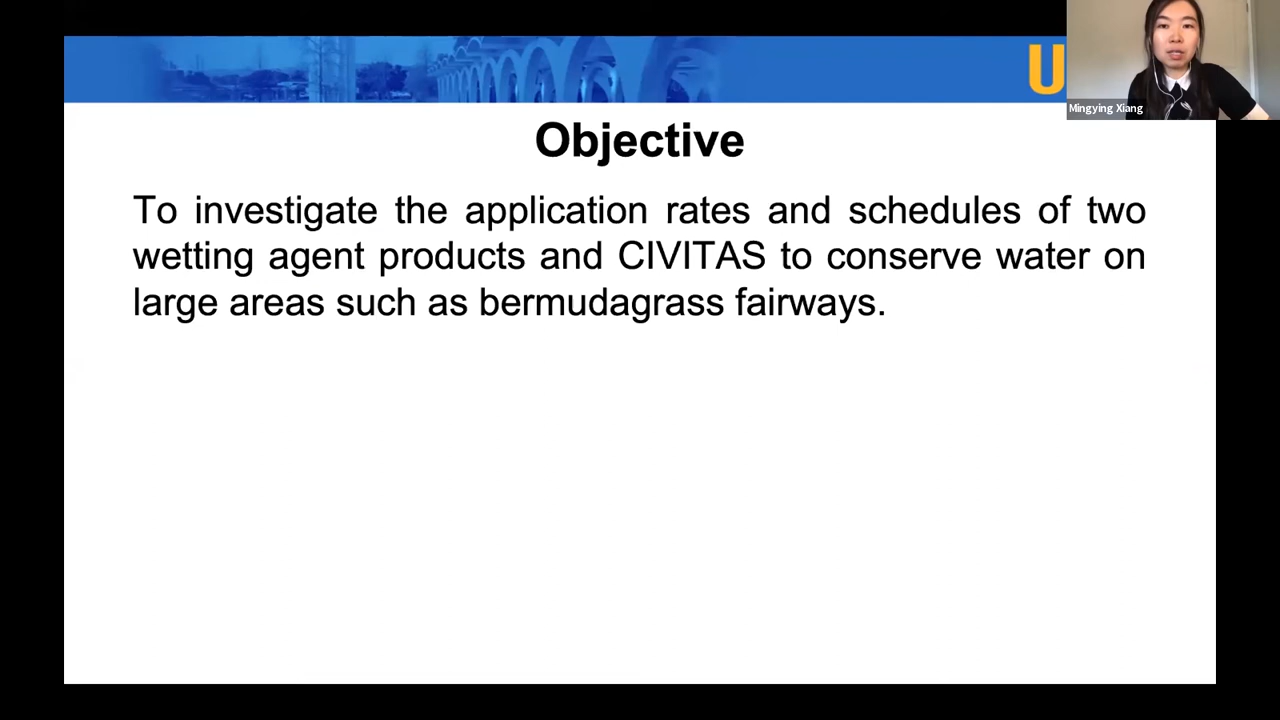 U
Mingying Xiang
Objective
To investigate the application rates and schedules of two
wetting agent products and CIVITAS to conserve water on
large areas such as bermudagrass fairways.